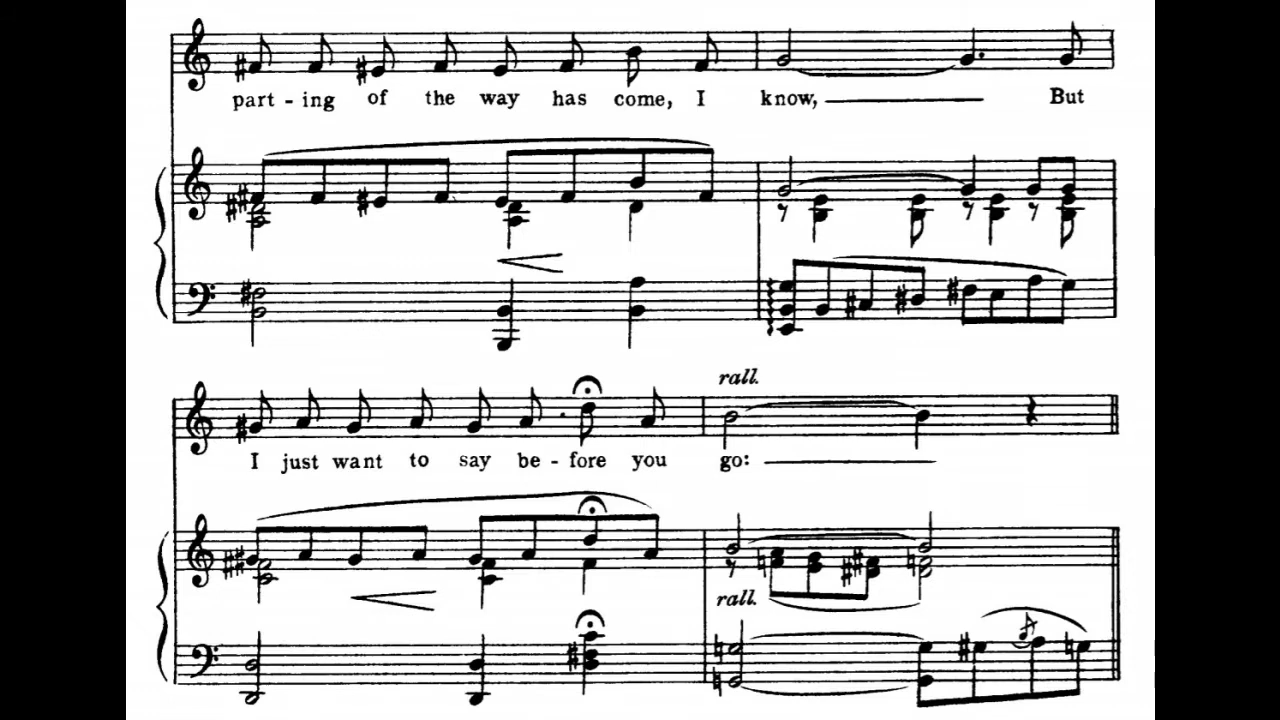 part - ing of the way has come, I know, But
rall.
I just want to say be - fore you go:
rall.